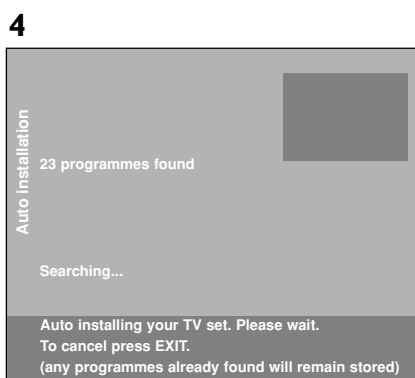 4
Auto installation
23 programmes found
Searching...
Auto installing your TV set. Please wait.
To cancel press EXIT.
(any programmes already found will remain stored)